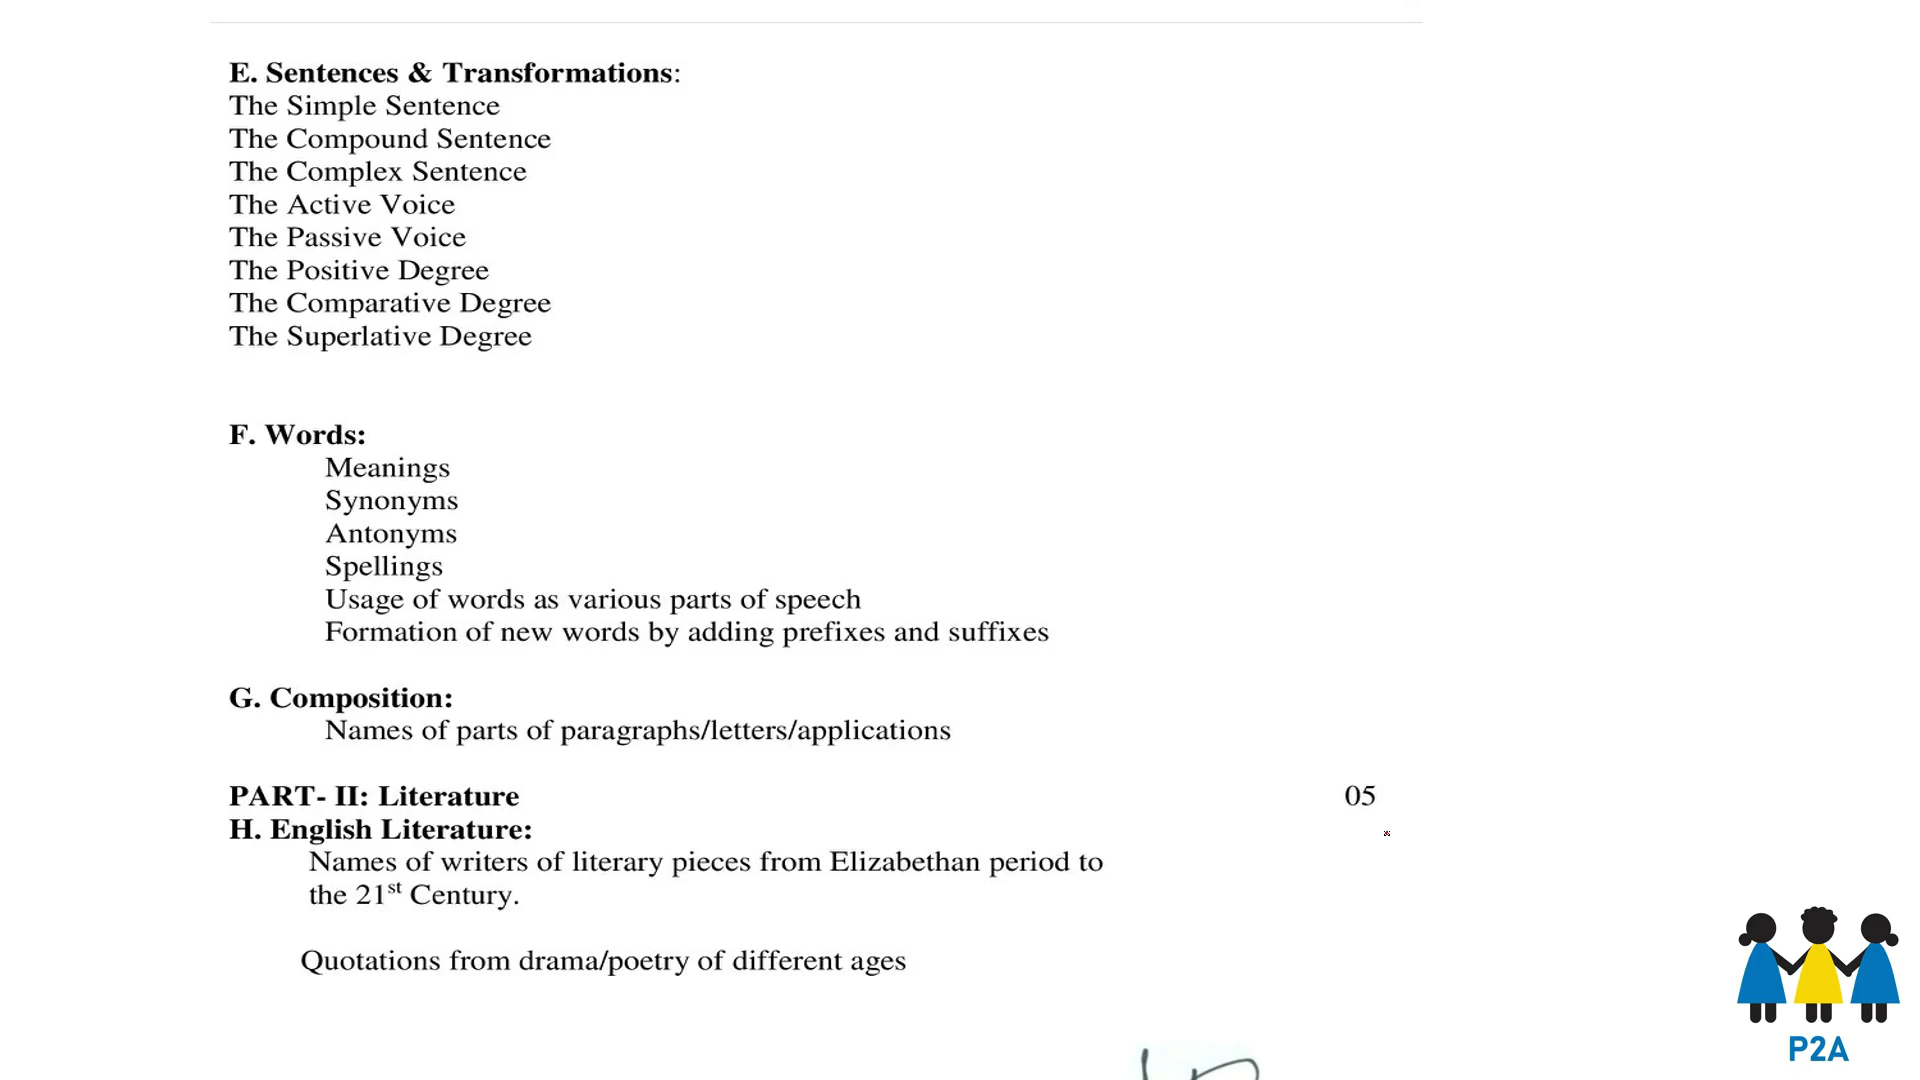 E. Sentences & Transformations:
The Simple Sentence
The Compound Sentence
The Complex Sentence
The Active Voice
The Passive Voice
The Positive Degree
The Comparative Degree
The Superlative Degree
F. Words:
Meanings
Synonyms
Antonyms
Spellings
Usage of words as various parts of speech
Formation of new words by adding prefixes and suffixes
G. Composition:
Names of parts of paragraphs/letters/applications
PART- II: Literature 05
H. English Literature:
Names of writers of literary pieces from Elizabethan period to
the 21st Century.
Quotations from drama/poetry of different ages
P2A